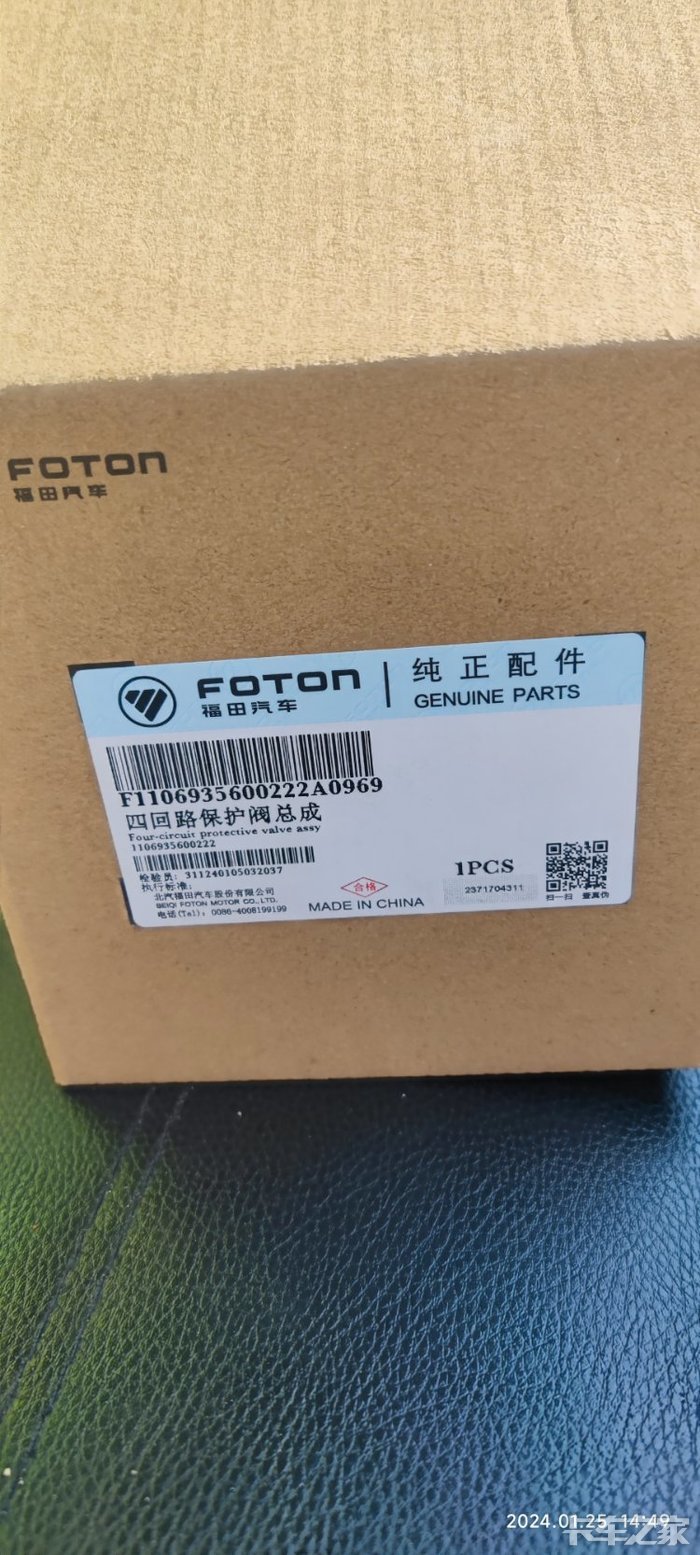 FOTON
福田汽车
FOTON
福田汽车
纯正配件
GENUINE PARTS
F1106935600222A0969
四回路保护阀总成
Four-circuit protective valve assy
1106935600222
检验员: 311240105032037
执行标准:
北汽福田汽车股份有限公司
BEIQI FOTON MOTOR CO., LTD.
电话(Tel): 0086-4008199199
合格
MADE IN CHINA
1PCS
2371704311
扫一扫 查真伪
2024.01.25 14:49
卡车之家